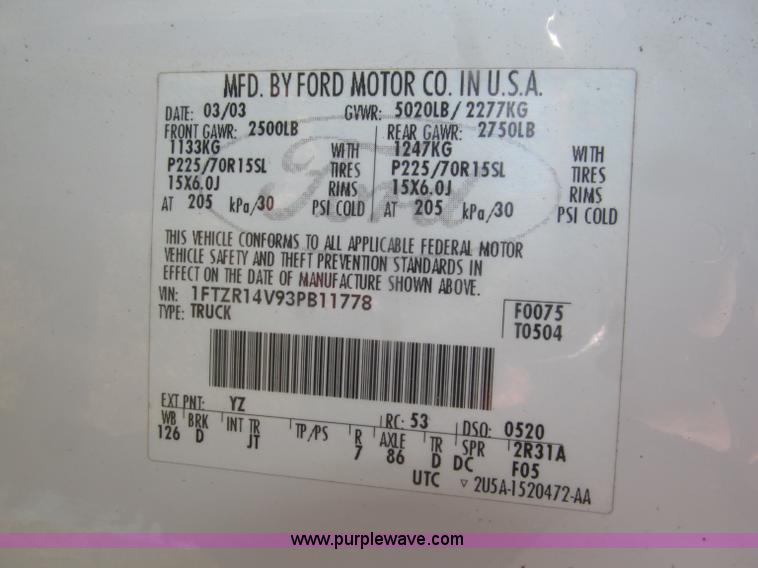 MFD. BY FORD MOTOR CO. IN U.S.A.
DATE: 03/03 GVWR: 5020LB/ 2277KG
FRONT GAWR: 2500LB REAR GAWR: 2750LB
1133KG WITH 1247KG WITH
P225/70R15SL TIRES P225/70R15SL TIRES
15X6.0J RIMS 15X6.0J RIMS
AT 205 kPa/30 PSI COLD AT 205 kPa/30 PSI COLD
Ford
THIS VEHICLE CONFORMS TO ALL APPLICABLE FEDERAL MOTOR
VEHICLE SAFETY AND THEFT PREVENTION STANDARDS IN
EFFECT ON THE DATE OF MANUFACTURE SHOWN ABOVE.
VIN: 1FTZR14V93PB11778 F0075
TYPE: TRUCK T0504
EXT PNT: YZ RC: 53 DSO: 0520
WB BRK INT TR TP/PS R AXLE TR SPR 2R31A
126 D JT 7 86 D DC F05
UTC ▽ 2U5A-1520472-AA
www.purplewave.com